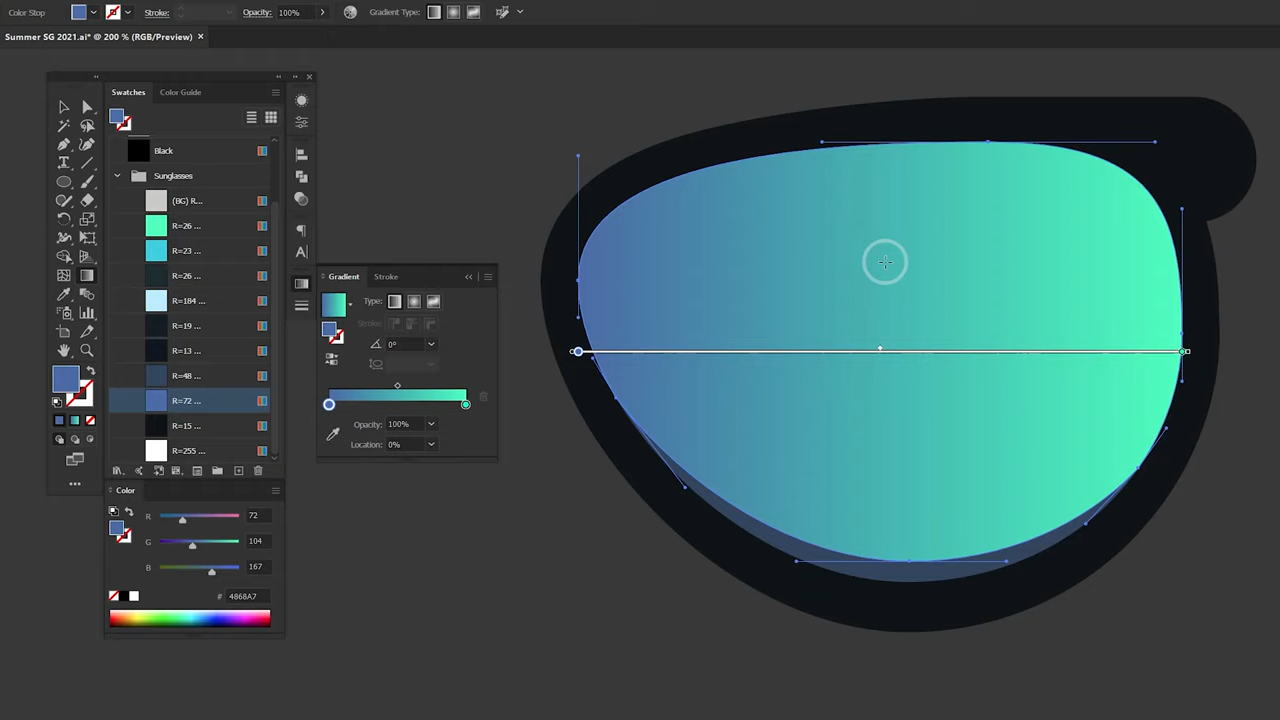 Color Stop Stroke: Opacity: 100% Gradient Type:
Summer SG 2021.ai* @ 200 % (RGB/Preview) ×
Swatches Color Guide
Black
Sunglasses
(BG) R...
R=26 ...
R=23 ...
R=26 ...
R=184 ...
R=19 ...
R=13 ...
R=48 ...
R=72 ...
R=15 ...
R=255 ...
Gradient Stroke
Type:
Stroke:
0°
Opacity: 100%
Location: 0%
Color
R 72
G 104
B 167
# 4868A7